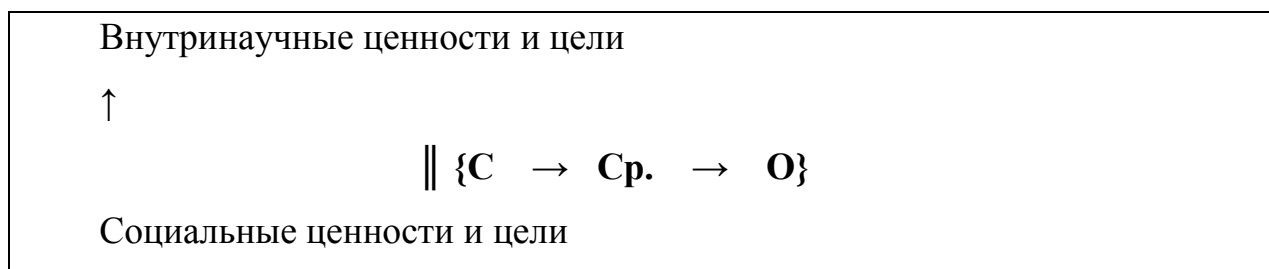 Внутринаучные ценности и цели
↑
‖ {С → Ср. → О}
Социальные ценности и цели